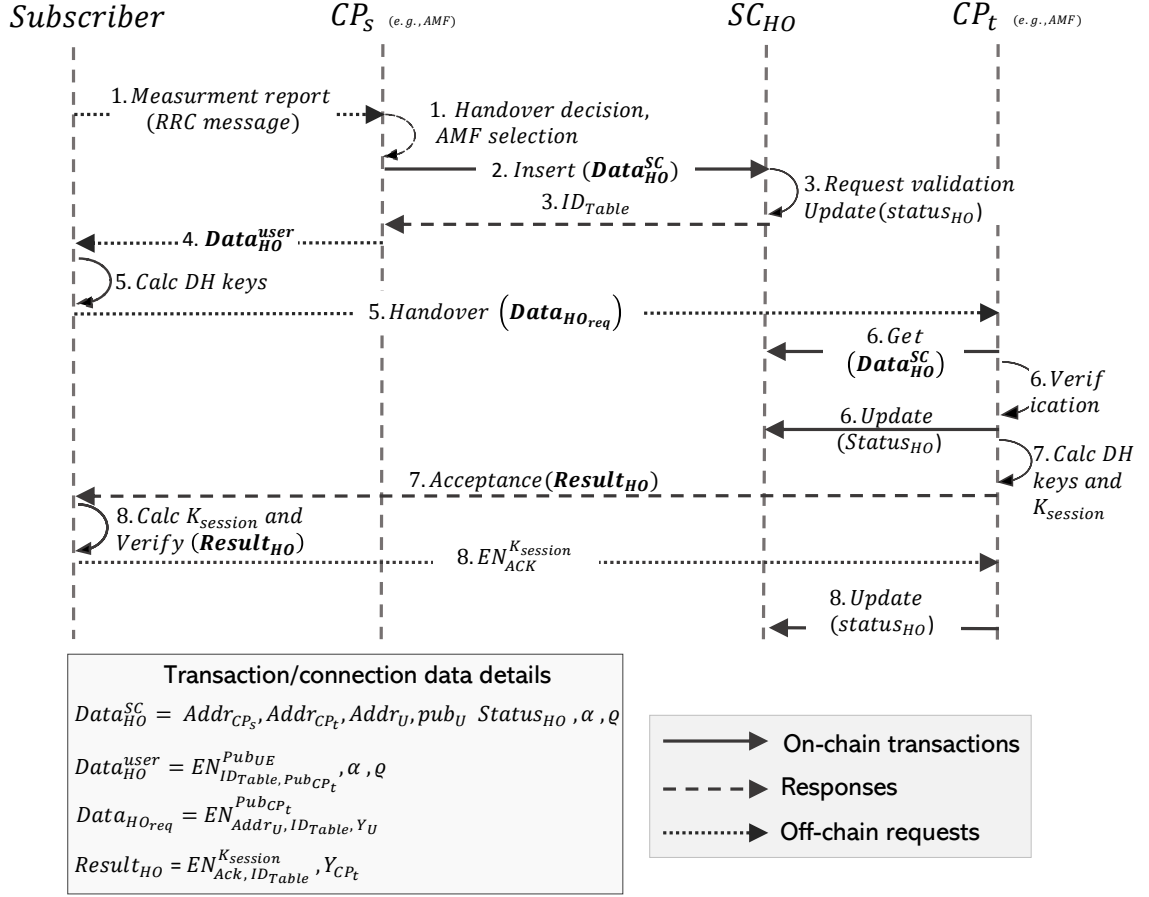 Subscriber CP_s (e.g.,AMF) SC_HO CP_t (e.g.,AMF)
1. Measurment report
(RRC message)
1. Handover decision,
AMF selection
2. Insert (Data_HO^SC)
3. Request validation
Update(status_HO)
3. ID_Table
4. Data_HO^user
5. Calc DH keys
5. Handover (Data_HO_req)
6. Get
(Data_HO^SC)
6. Verif
ication
6. Update
(Status_HO)
7. Calc DH
keys and
K_session
7. Acceptance(Result_HO)
8. Calc K_session and
Verify (Result_HO)
8. EN_ACK^K_session
8. Update
(status_HO)
Transaction/connection data details
Data_HO^SC = Addr_CP_s, Addr_CP_t, Addr_U, pub_U Status_HO , α , ϱ
Data_HO^user = EN_ID_Table, Pub_CP_t^Pub_UE , α , ϱ
Data_HO_req = EN_Addr_U, ID_Table, Y_U^Pub_CP_t
Result_HO = EN_Ack, ID_Table^K_session , Y_CP_t
On-chain transactions
Responses
Off-chain requests